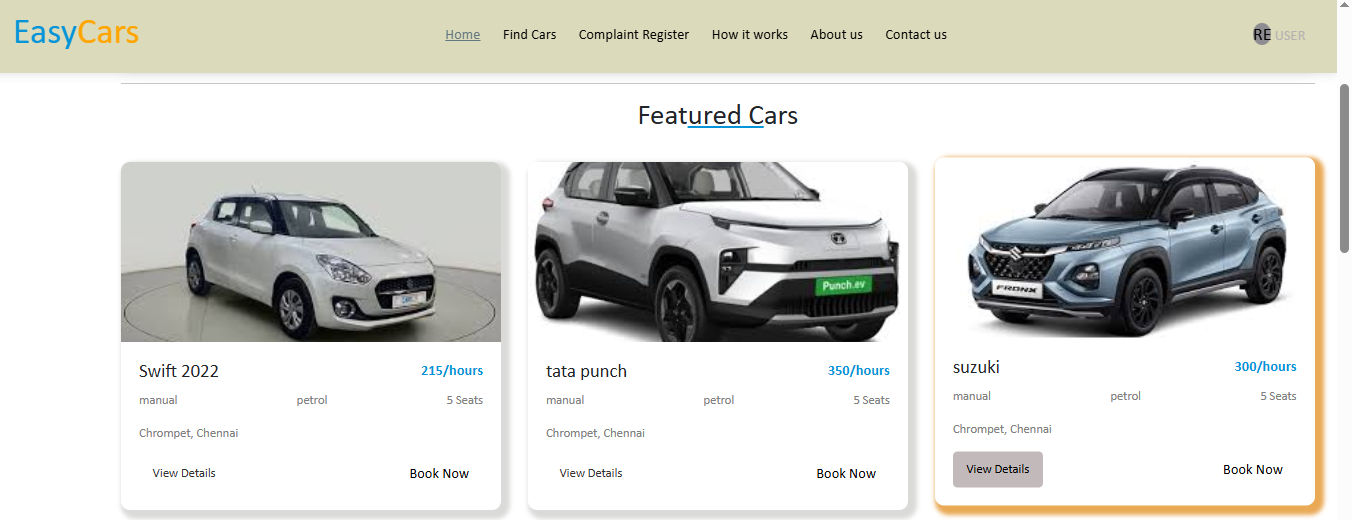 EasyCars
Home Find Cars Complaint Register How it works About us Contact us
RE USER
Featured Cars
Punch.ev
FRONX
Swift 2022 215/hours
manual petrol 5 Seats
Chrompet, Chennai
View Details Book Now
tata punch 350/hours
manual petrol 5 Seats
Chrompet, Chennai
View Details Book Now
suzuki 300/hours
manual petrol 5 Seats
Chrompet, Chennai
View Details Book Now